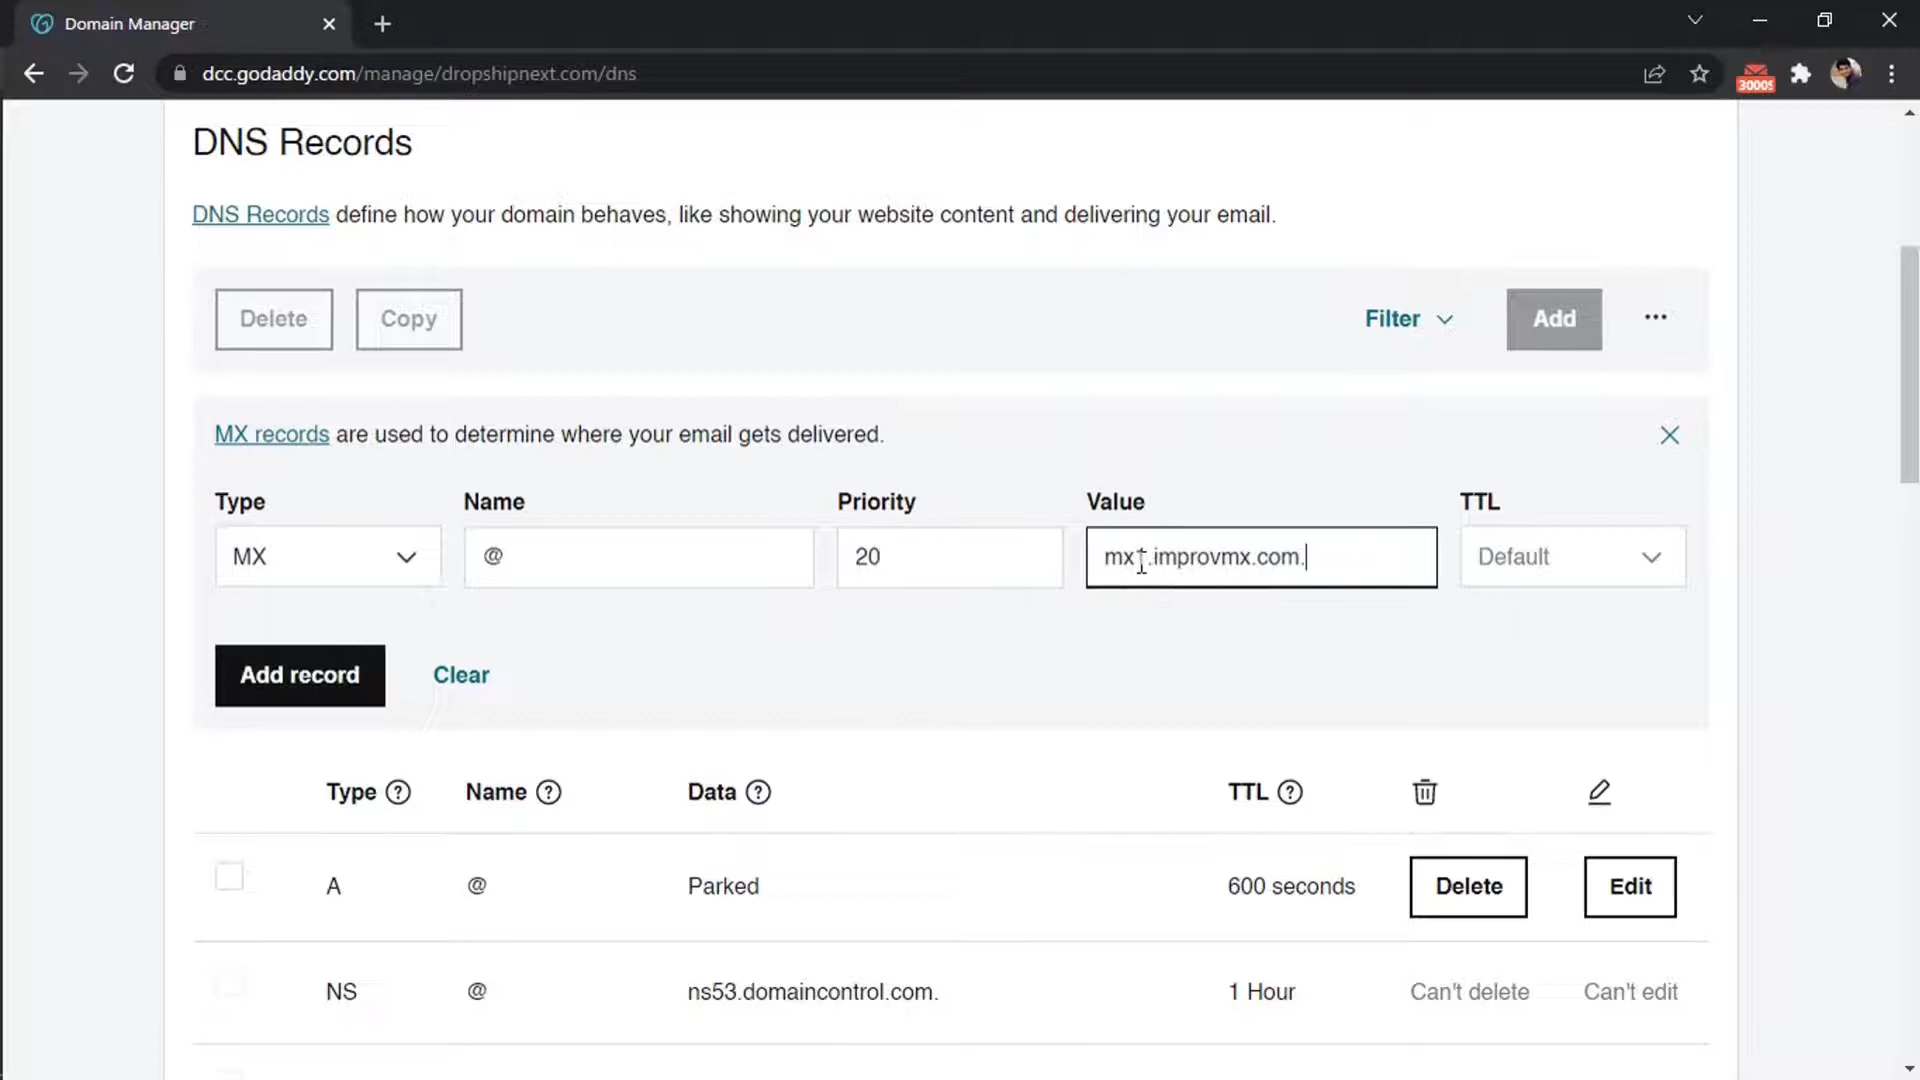 Domain Manager
dcc.godaddy.com/manage/dropshipnext.com/dns
3000$
DNS Records
DNS Records define how your domain behaves, like showing your website content and delivering your email.
Delete Copy Filter Add
MX records are used to determine where your email gets delivered.
Type Name Priority Value TTL
MX @ 20 mx1.improvmx.com. Default
Add record Clear
Type Name Data TTL
A @ Parked 600 seconds Delete Edit
NS @ ns53.domaincontrol.com. 1 Hour Can't delete Can't edit